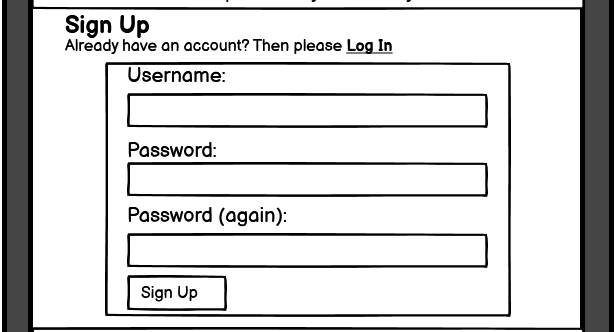 Sign Up
Already have an account? Then please Log In
Username:
Password:
Password (again):
Sign Up